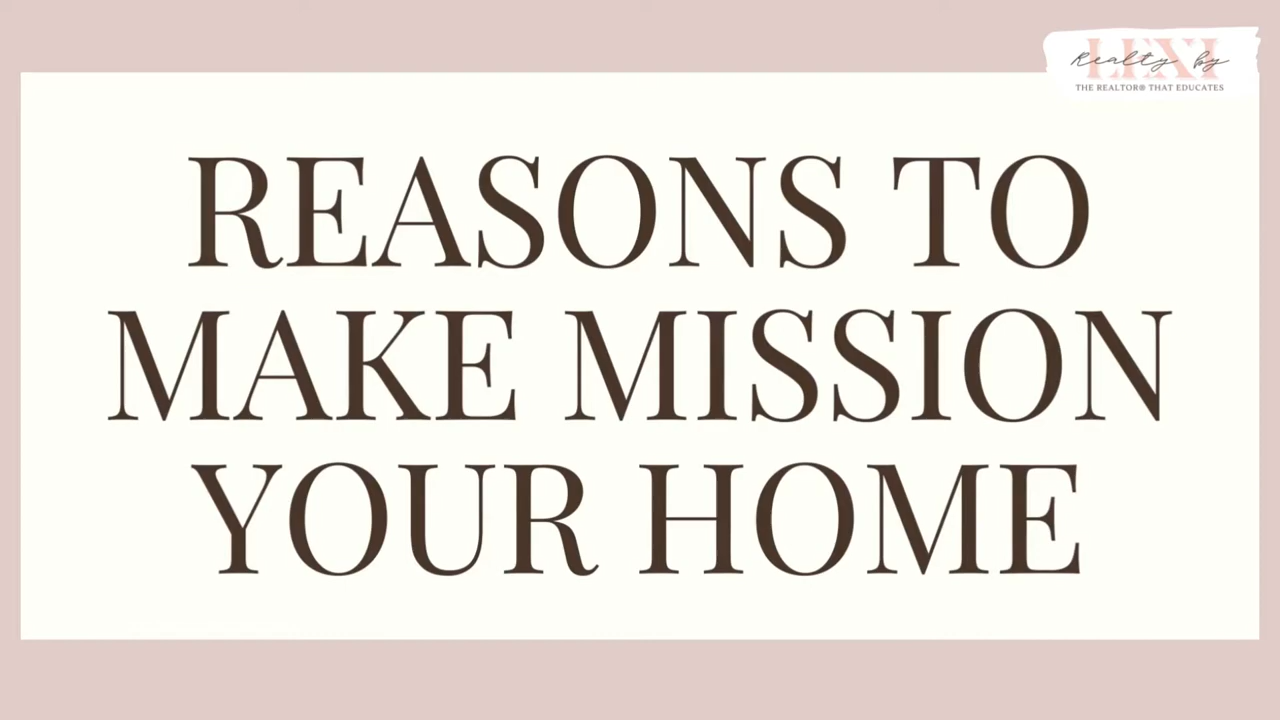 Realty by
LEXI
THE REALTOR® THAT EDUCATES
REASONS TO
MAKE MISSION
YOUR HOME